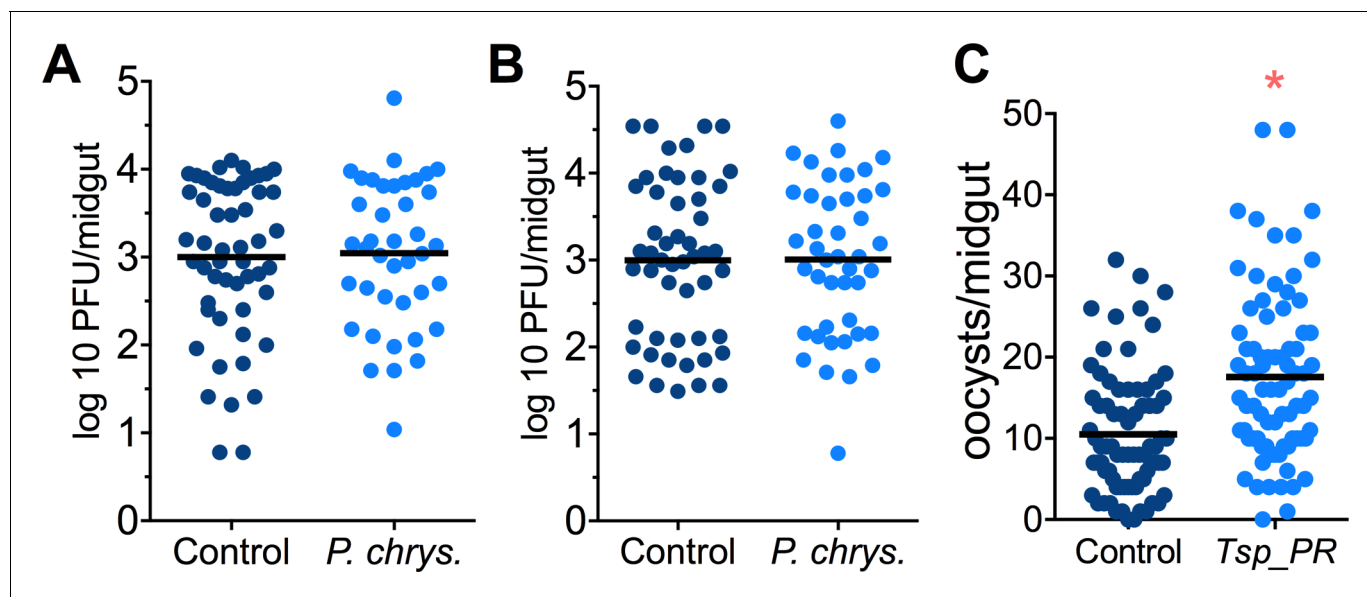 A
log 10 PFU/midgut
5
4
3
2
1
0
Control
P. chrys.
B
log 10 PFU/midgut
5
4
3
2
1
0
Control
P. chrys.
C
*
oocysts/midgut
50
40
30
20
10
0
Control
Tsp_PR